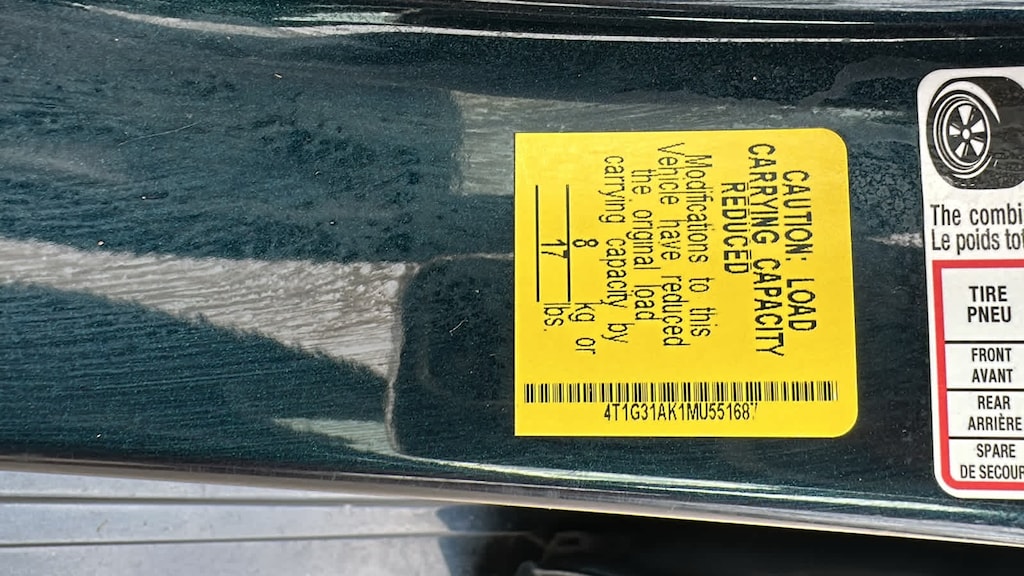 CAUTION: LOAD
CARRYING CAPACITY
REDUCED
Modifications to this
Vehicle have reduced
the original load
carrying capacity by
8 kg or
17 lbs.
4T1G31AK1MU551687
The combi
Le poids tot
TIRE
PNEU
FRONT
AVANT
REAR
ARRIÈRE
SPARE
DE SECOUR